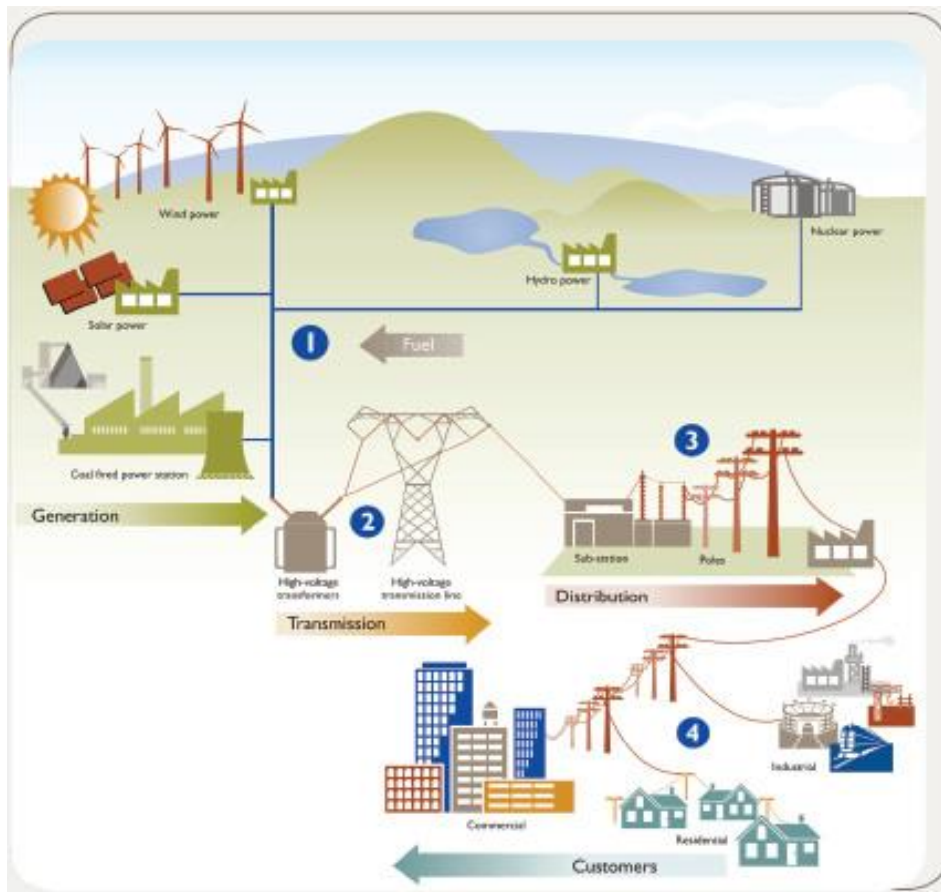 Wind power
Nuclear power
Hydro power
Solar power
1
Fuel
3
Coal fired power station
2
Generation
Sub-station
Poles
High-voltage
transformers
High-voltage
transmission line
Distribution
Transmission
4
Industrial
Commercial
Residential
Customers